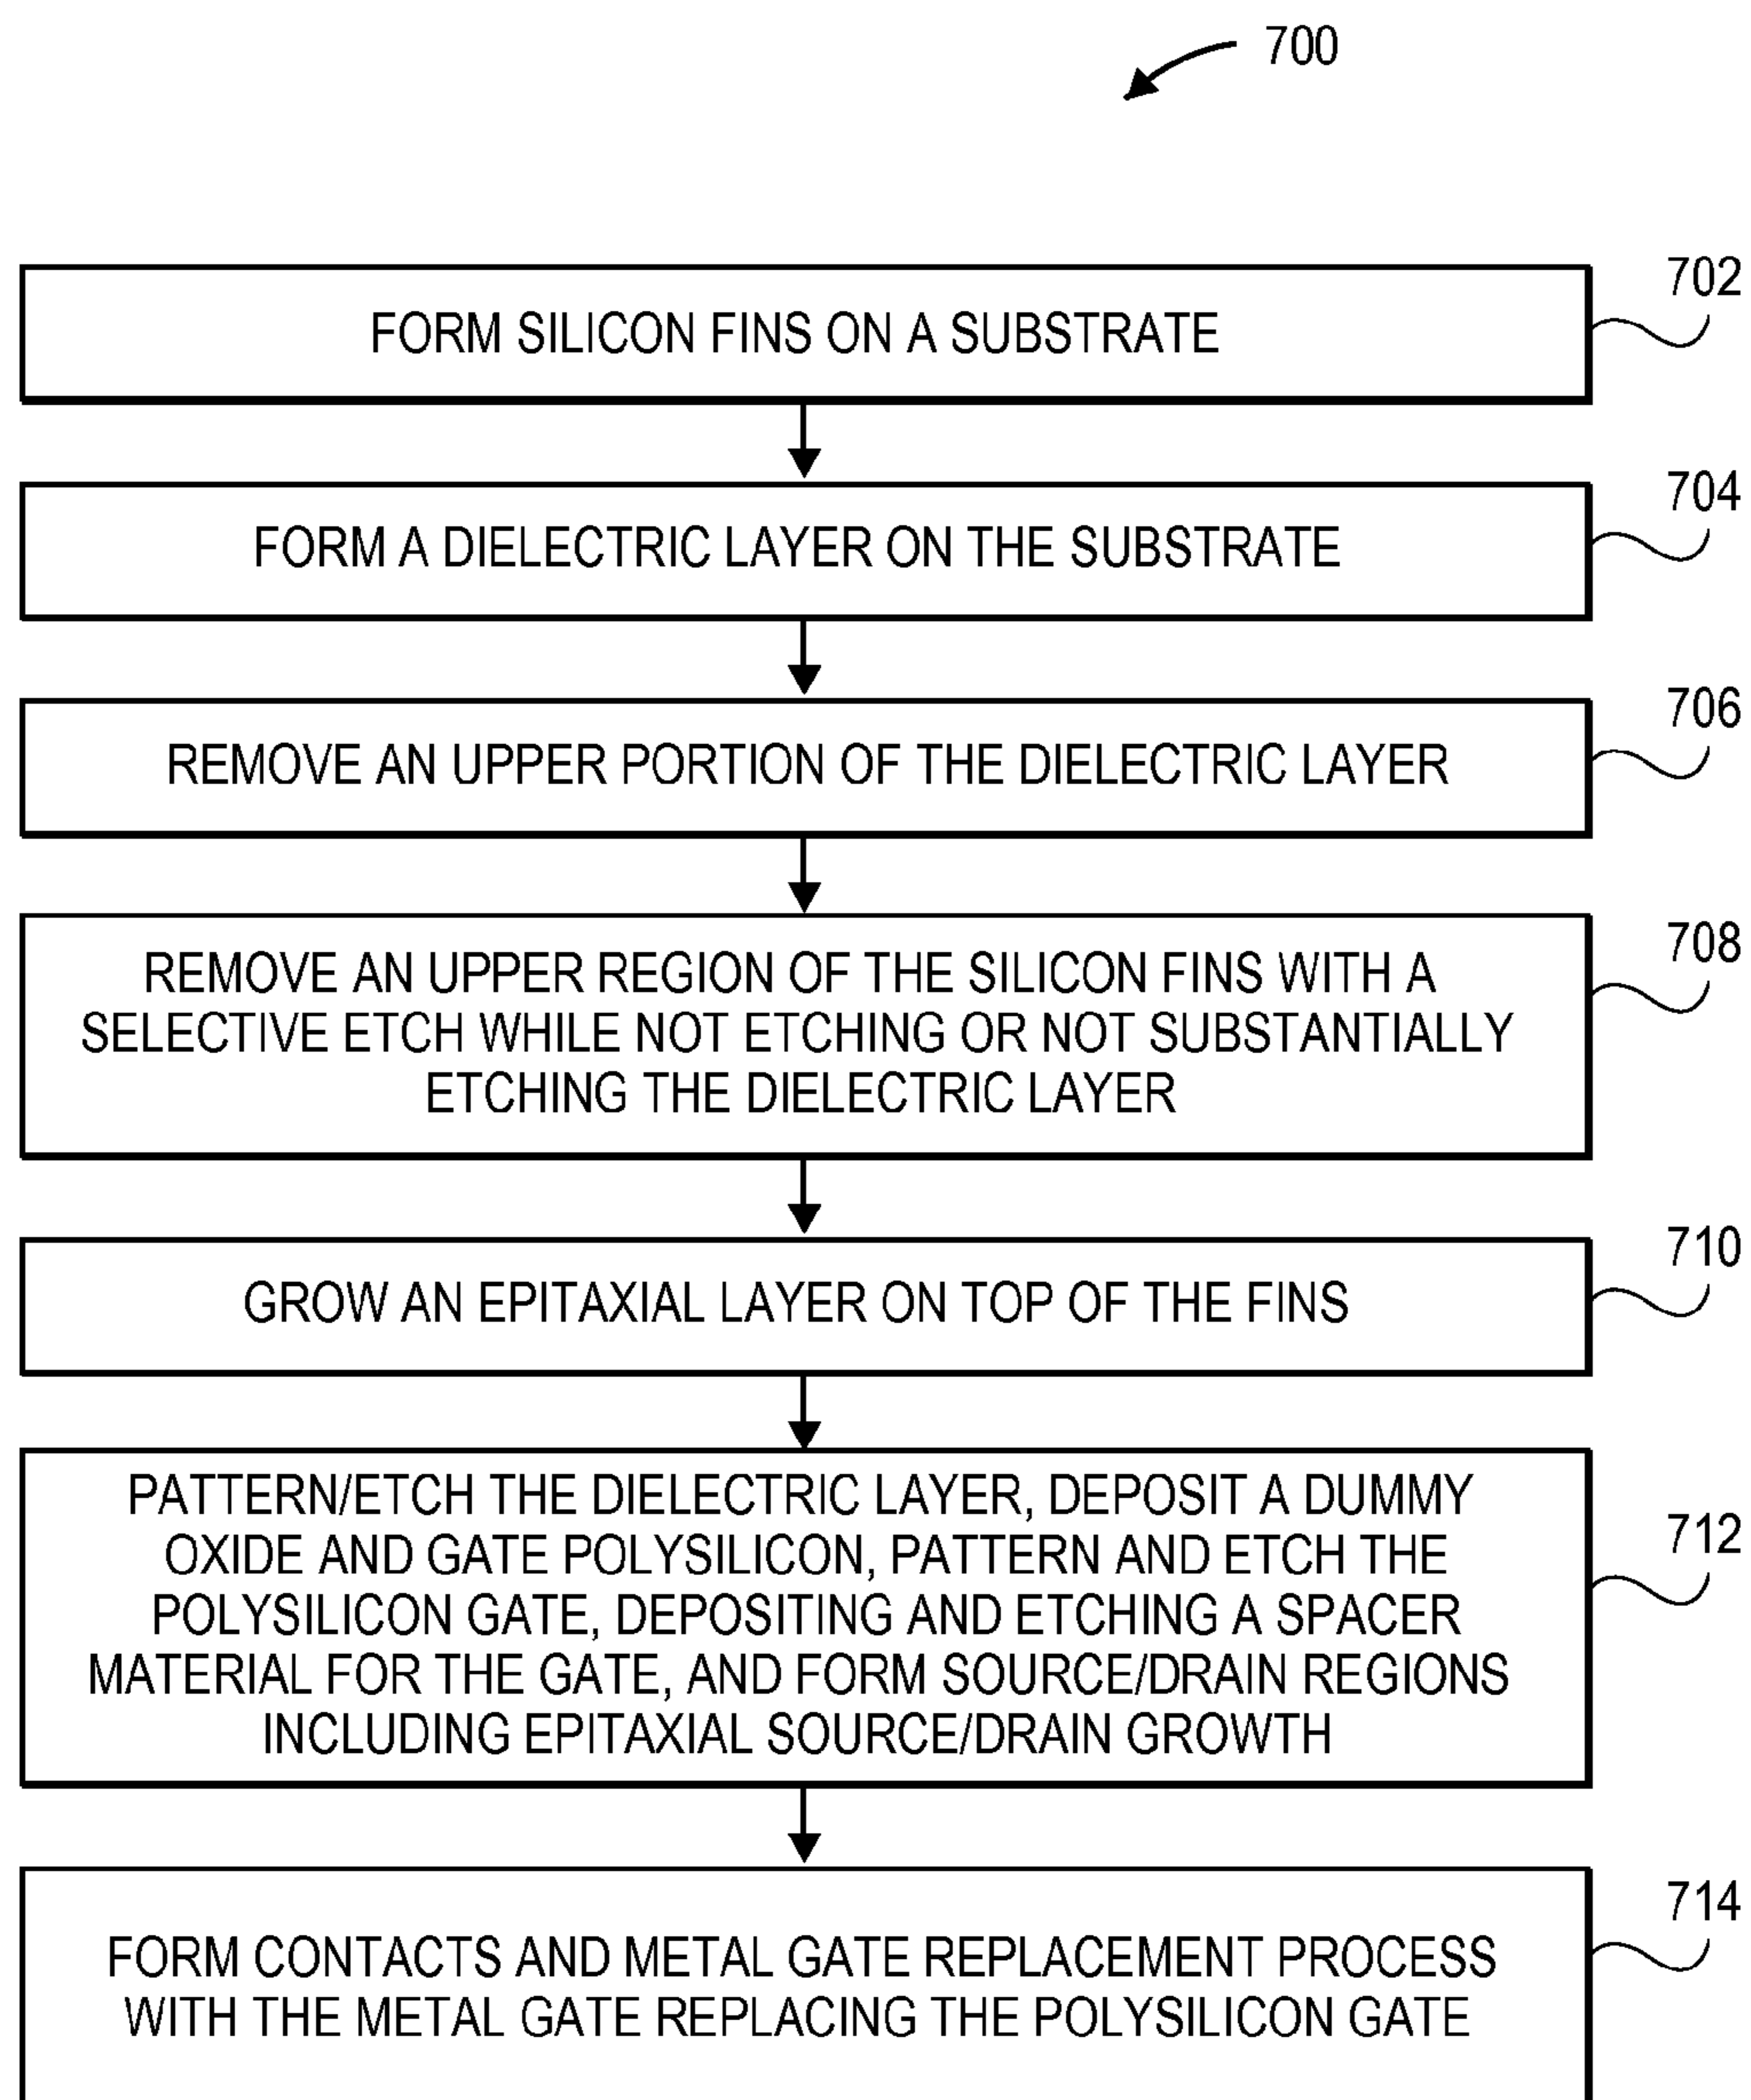 700
702
FORM SILICON FINS ON A SUBSTRATE
704
FORM A DIELECTRIC LAYER ON THE SUBSTRATE
706
REMOVE AN UPPER PORTION OF THE DIELECTRIC LAYER
708
REMOVE AN UPPER REGION OF THE SILICON FINS WITH A
SELECTIVE ETCH WHILE NOT ETCHING OR NOT SUBSTANTIALLY
ETCHING THE DIELECTRIC LAYER
710
GROW AN EPITAXIAL LAYER ON TOP OF THE FINS
712
PATTERN/ETCH THE DIELECTRIC LAYER, DEPOSIT A DUMMY
OXIDE AND GATE POLYSILICON, PATTERN AND ETCH THE
POLYSILICON GATE, DEPOSITING AND ETCHING A SPACER
MATERIAL FOR THE GATE, AND FORM SOURCE/DRAIN REGIONS
INCLUDING EPITAXIAL SOURCE/DRAIN GROWTH
714
FORM CONTACTS AND METAL GATE REPLACEMENT PROCESS
WITH THE METAL GATE REPLACING THE POLYSILICON GATE